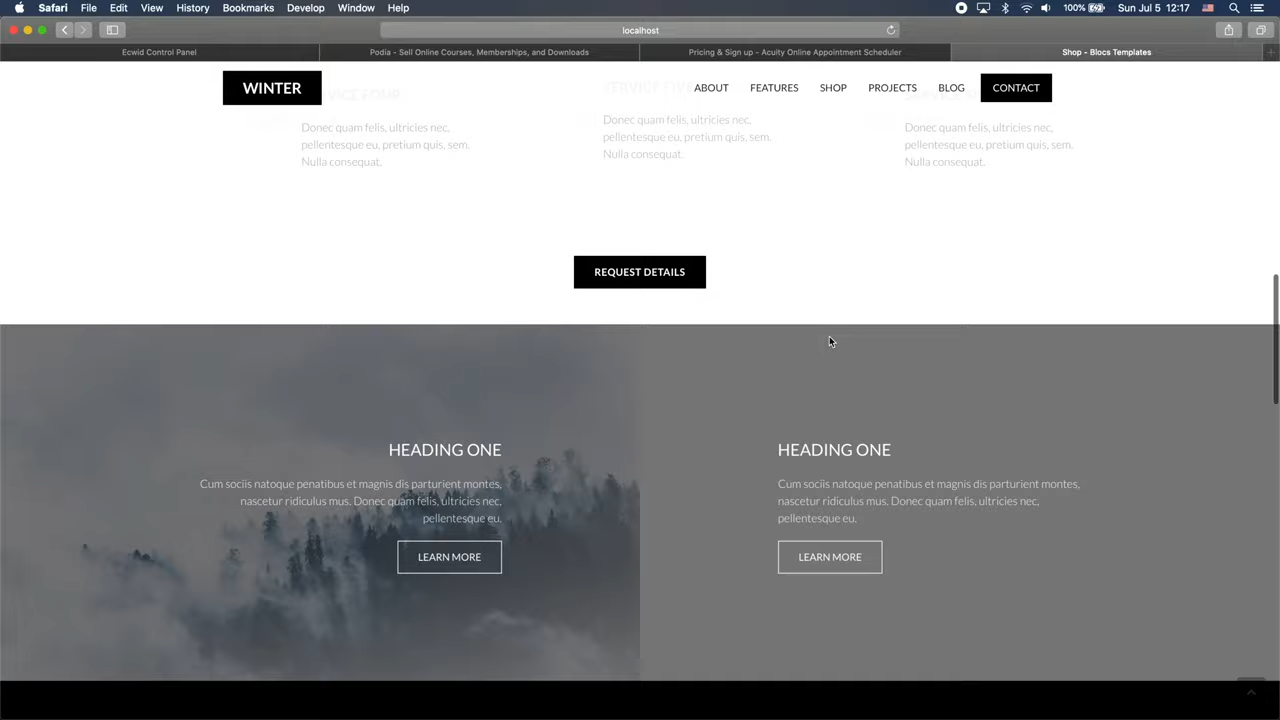 Safari File Edit View History Bookmarks Develop Window Help 100% Sun Jul 5 12:17
localhost
Ecwid Control Panel Podia - Sell Online Courses, Memberships, and Downloads Pricing & Sign up - Acuity Online Appointment Scheduler Shop - Blocs Templates
WINTER ABOUT FEATURES SHOP PROJECTS BLOG CONTACT
SERVICE FIVE
Donec quam felis, ultricies nec,
pellentesque eu, pretium quis, sem.
Nulla consequat.
Donec quam felis, ultricies nec,
pellentesque eu, pretium quis, sem.
Nulla consequat.
Donec quam felis, ultricies nec,
pellentesque eu, pretium quis, sem.
Nulla consequat.
REQUEST DETAILS
HEADING ONE
Cum sociis natoque penatibus et magnis dis parturient montes,
nascetur ridiculus mus. Donec quam felis, ultricies nec,
pellentesque eu.
LEARN MORE
HEADING ONE
Cum sociis natoque penatibus et magnis dis parturient montes,
nascetur ridiculus mus. Donec quam felis, ultricies nec,
pellentesque eu.
LEARN MORE